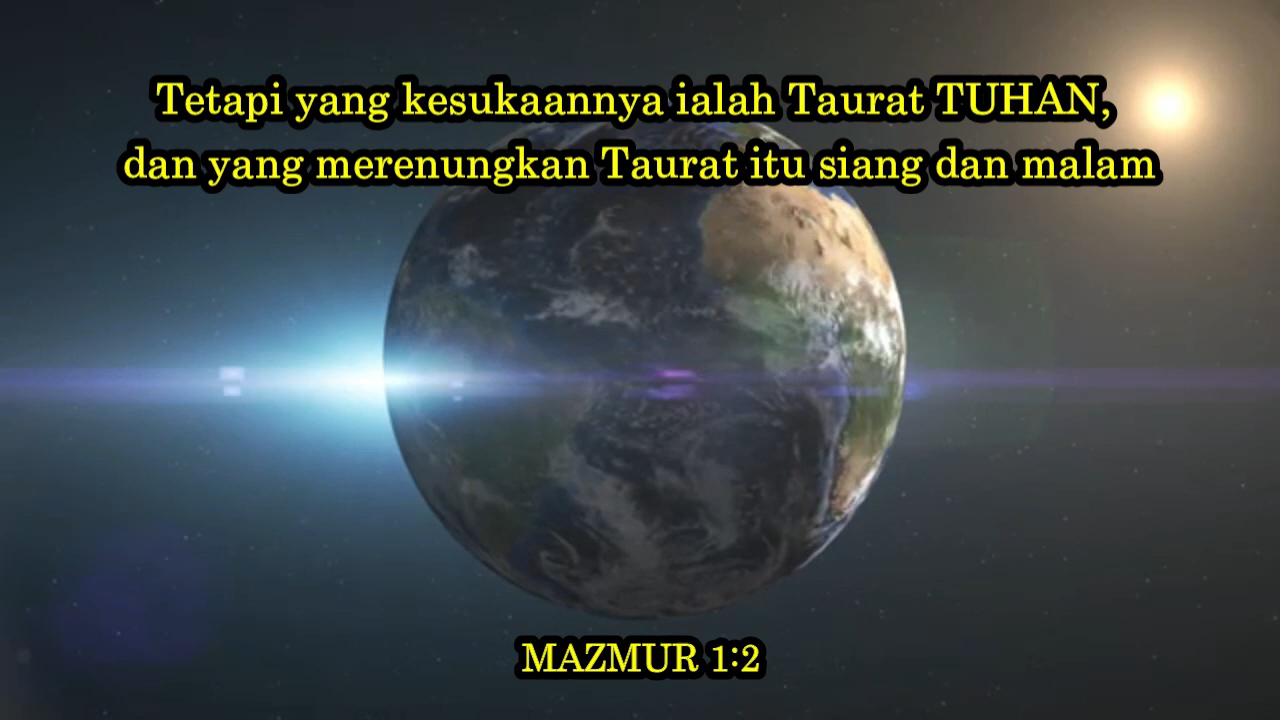 Tetapi yang kesukaannya ialah Taurat TUHAN,
dan yang merenungkan Taurat itu siang dan malam
MAZMUR 1:2